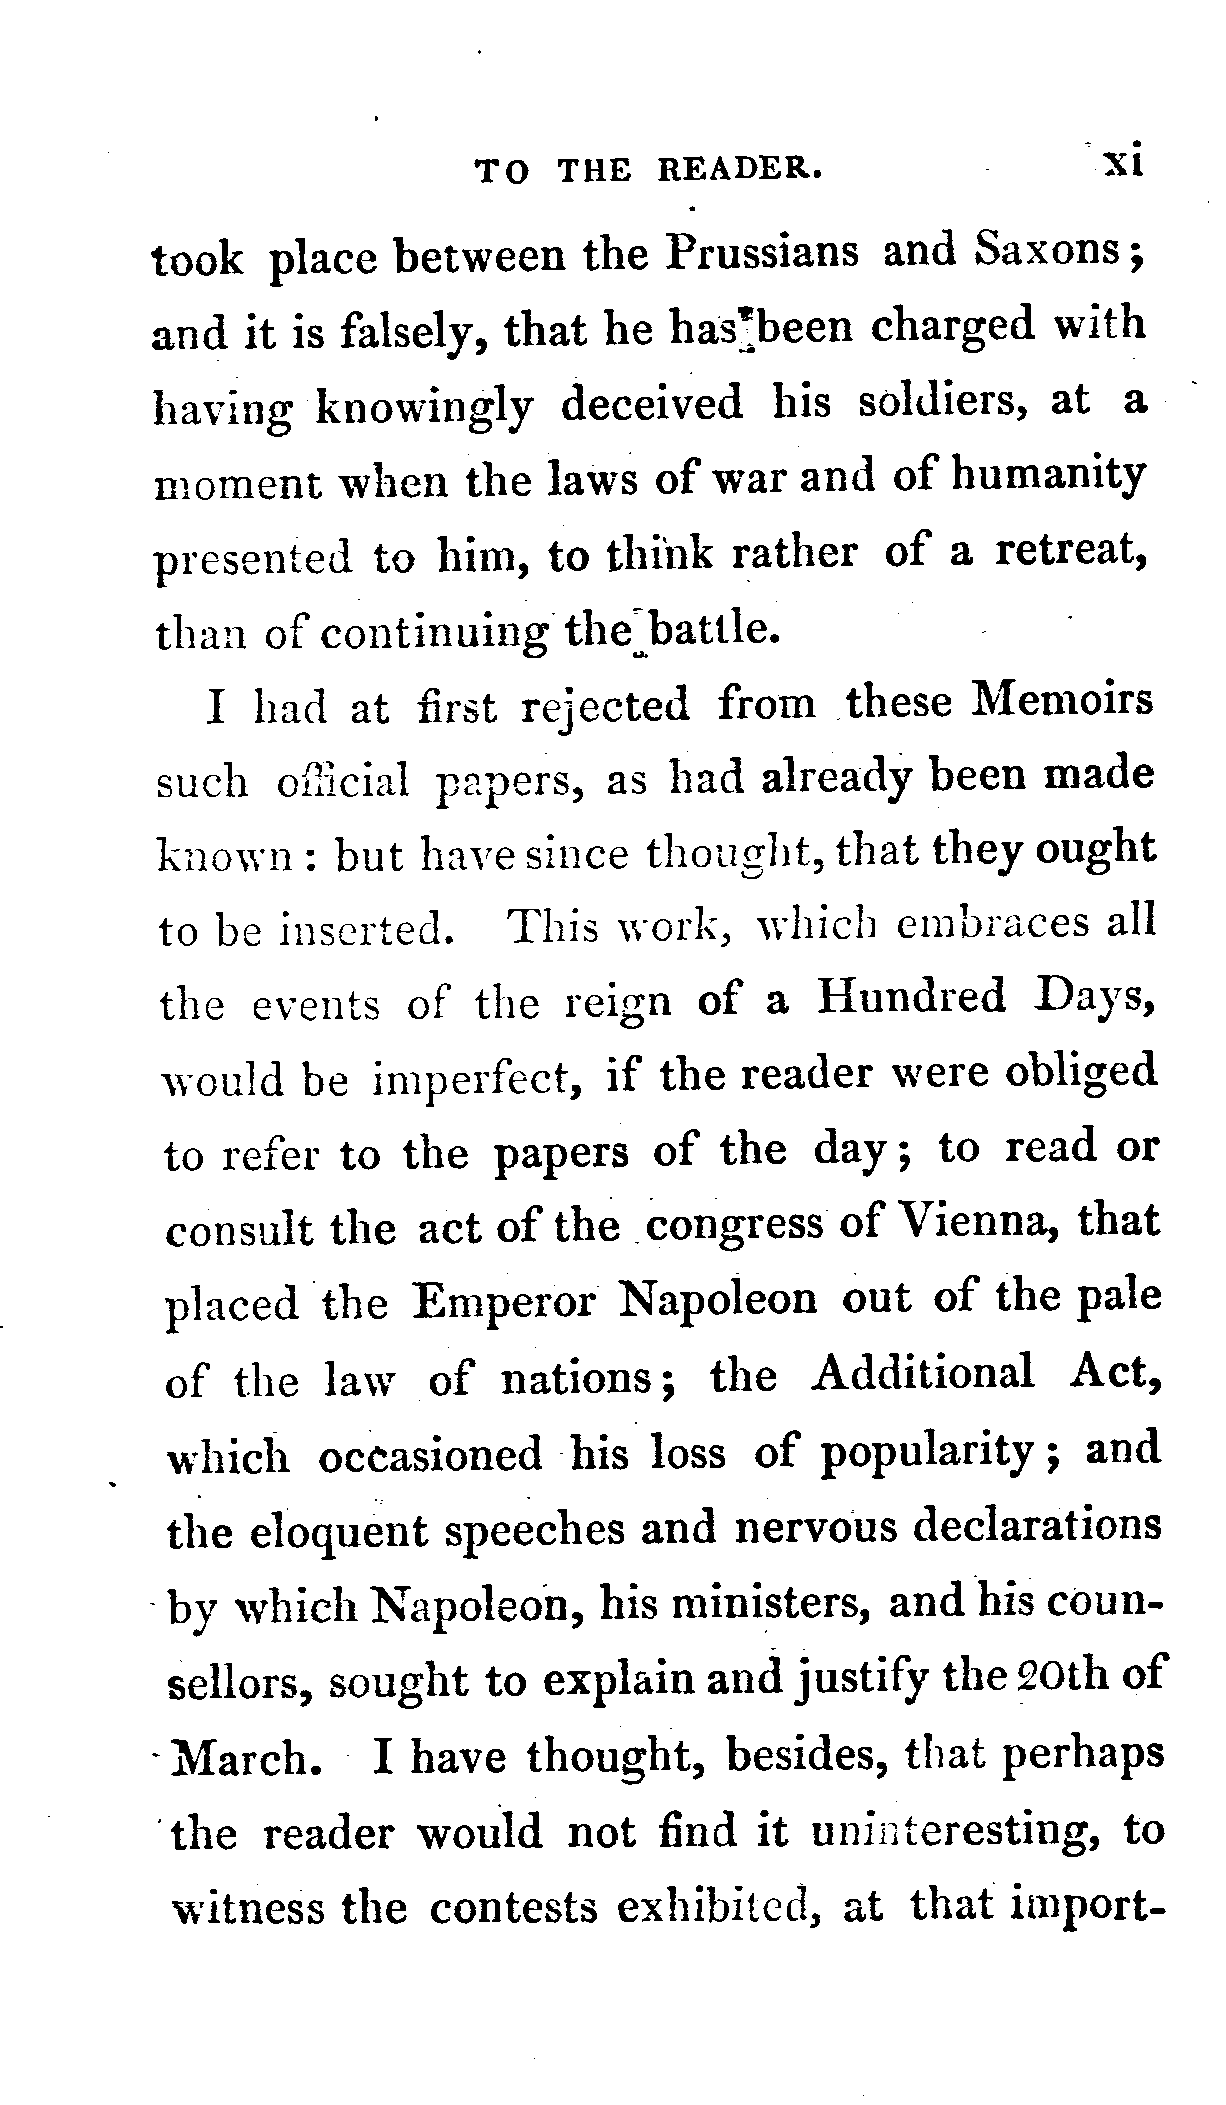 TO THE READER. xi
took place between the Prussians and Saxons;
and it is falsely, that he has been charged with
having knowingly deceived his soldiers, at a
moment when the laws of war and of humanity
presented to him, to think rather of a retreat,
than of continuing the battle.
I had at first rejected from these Memoirs
such official papers, as had already been made
known: but have since thought, that they ought
to be inserted. This work, which embraces all
the events of the reign of a Hundred Days,
would be imperfect, if the reader were obliged
to refer to the papers of the day; to read or
consult the act of the congress of Vienna, that
placed the Emperor Napoleon out of the pale
of the law of nations; the Additional Act,
which occasioned his loss of popularity; and
the eloquent speeches and nervous declarations
by which Napoleon, his ministers, and his coun-
sellors, sought to explain and justify the 20th of
March. I have thought, besides, that perhaps
the reader would not find it uninteresting, to
witness the contests exhibited, at that import-